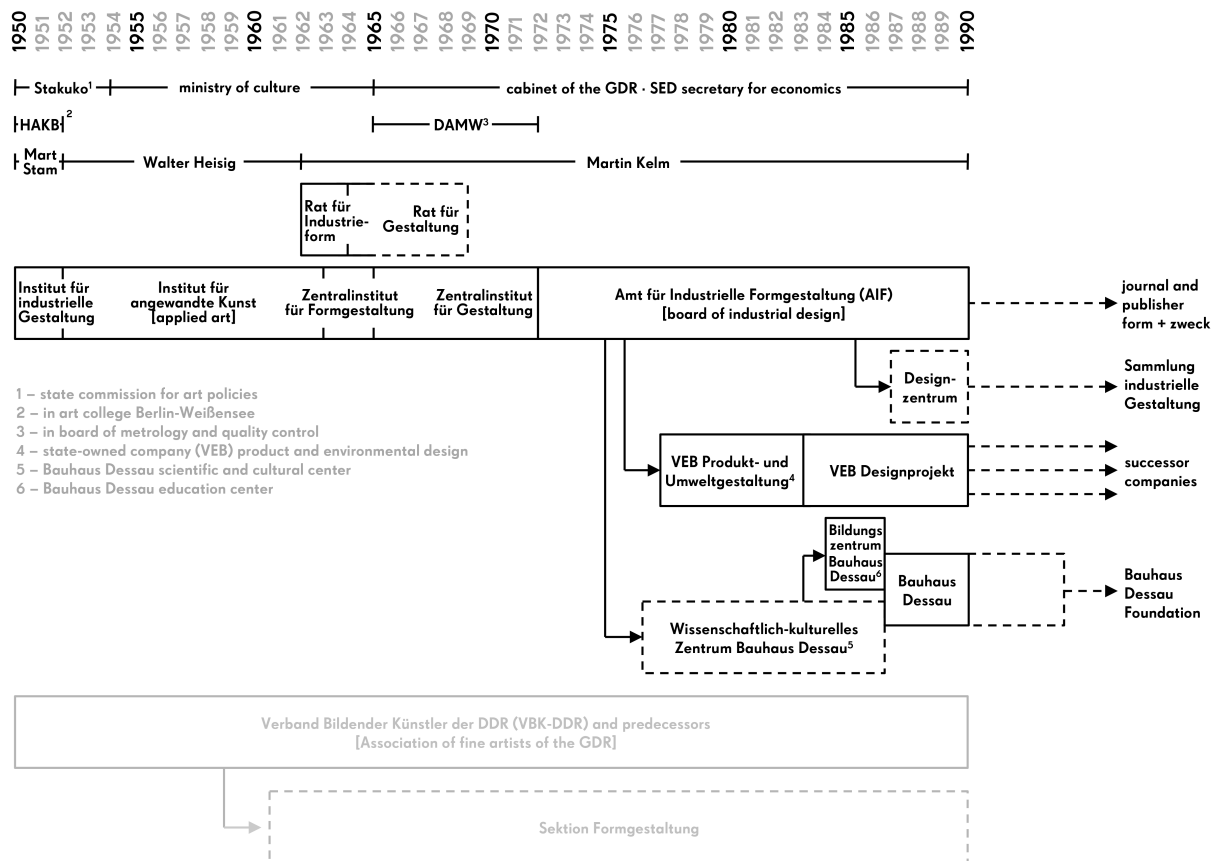 1950 1951 1952 1953 1954 1955 1956 1957 1958 1959 1960 1961 1962 1963 1964 1965 1966 1967 1968 1969 1970 1971 1972 1973 1974 1975 1976 1977 1978 1979 1980 1981 1982 1983 1984 1985 1986 1987 1988 1989 1990
Stakuko¹ ministry of culture cabinet of the GDR · SED secretary for economics
HAKB² DAMW³
Mart
Stam
Walter Heisig
Martin Kelm
Rat für
Industrie-
form
Rat für
Gestaltung
Institut für
industrielle
Gestaltung
Institut für
angewandte Kunst
[applied art]
Zentralinstitut
für Formgestaltung
Zentralinstitut
für Gestaltung
Amt für Industrielle Formgestaltung (AIF)
[board of industrial design]
journal and
publisher
form + zweck
Design-
zentrum
Sammlung
industrielle
Gestaltung
1 – state commission for art policies
2 – in art college Berlin-Weißensee
3 – in board of metrology and quality control
4 – state-owned company (VEB) product and environmental design
5 – Bauhaus Dessau scientific and cultural center
6 – Bauhaus Dessau education center
VEB Produkt- und
Umweltgestaltung⁴
VEB Designprojekt
successor
companies
Bildungs
zentrum
Bauhaus
Dessau⁶
Bauhaus
Dessau
Bauhaus
Dessau
Foundation
Wissenschaftlich-kulturelles
Zentrum Bauhaus Dessau⁵
Verband Bildender Künstler der DDR (VBK-DDR) and predecessors
[Association of fine artists of the GDR]
Sektion Formgestaltung